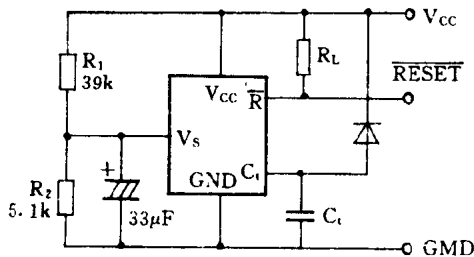 VCC
R1
39k
RL
RESET
VCC
R
VS
Ct
GND
R2
5.1k
+
33μF
Ct
GMD